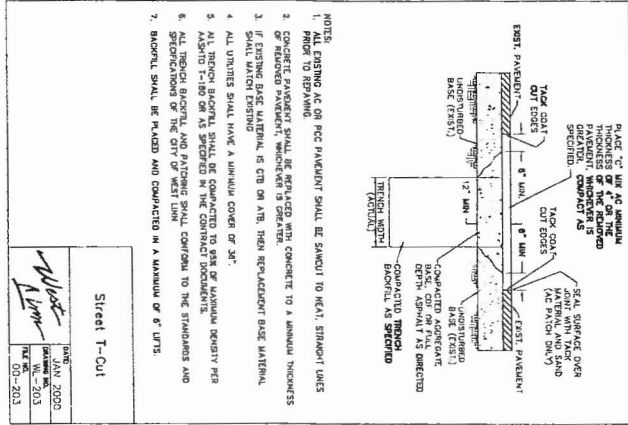 PLACE "C" MIX AC MINIMUM
THICKNESS OF 4" OR THE
THICKNESS OF THE REMOVED
PAVEMENT, WHICHEVER IS
GREATER. COMPACT AS
SPECIFIED.
TACK COAT
CUT EDGES
EXIST. PAVEMENT
6" MIN
6" MIN
TACK COAT
CUT EDGES
SEAL SURFACE OVER
JOINT WITH TACK
MATERIAL AND SAND
(AC PATCH ONLY)
EXIST. PAVEMENT
UNDISTURBED
BASE (EXIST.)
12" MIN
UNDISTURBED
BASE (EXIST.)
COMPACTED AGGREGATE
BASE, CDF OR FULL
DEPTH ASPHALT AS DIRECTED
TRENCH WIDTH
(ACTUAL)
COMPACTED TRENCH
BACKFILL AS SPECIFIED
NOTES:
1. ALL EXISTING AC OR PCC PAVEMENT SHALL BE SAWCUT TO NEAT, STRAIGHT LINES
PRIOR TO REPAVING.
2. CONCRETE PAVEMENT SHALL BE REPLACED WITH CONCRETE TO A MINIMUM THICKNESS
OF REMOVED PAVEMENT, WHICHEVER IS GREATER.
3. IF EXISTING BASE MATERIAL IS CTB OR ATB, THEN REPLACEMENT BASE MATERIAL
SHALL MATCH EXISTING
4. ALL UTILITIES SHALL HAVE A MINIMUM COVER OF 36".
5. ALL TRENCH BACKFILL SHALL BE COMPACTED TO 95% OF MAXIMUM DENSITY PER
AASHTO T-180 OR AS SPECIFIED IN THE CONTRACT DOCUMENTS.
6. ALL TRENCH BACKFILL AND PATCHING SHALL CONFORM TO THE STANDARDS AND
SPECIFICATIONS OF THE CITY OF WEST LINN
7. BACKFILL SHALL BE PLACED AND COMPACTED IN A MAXIMUM OF 6" LIFTS.
Street T-Cut
West
Linn
DATE
JAN 2000
DRAWING NO.
WL-203
FILE NO.
00-203